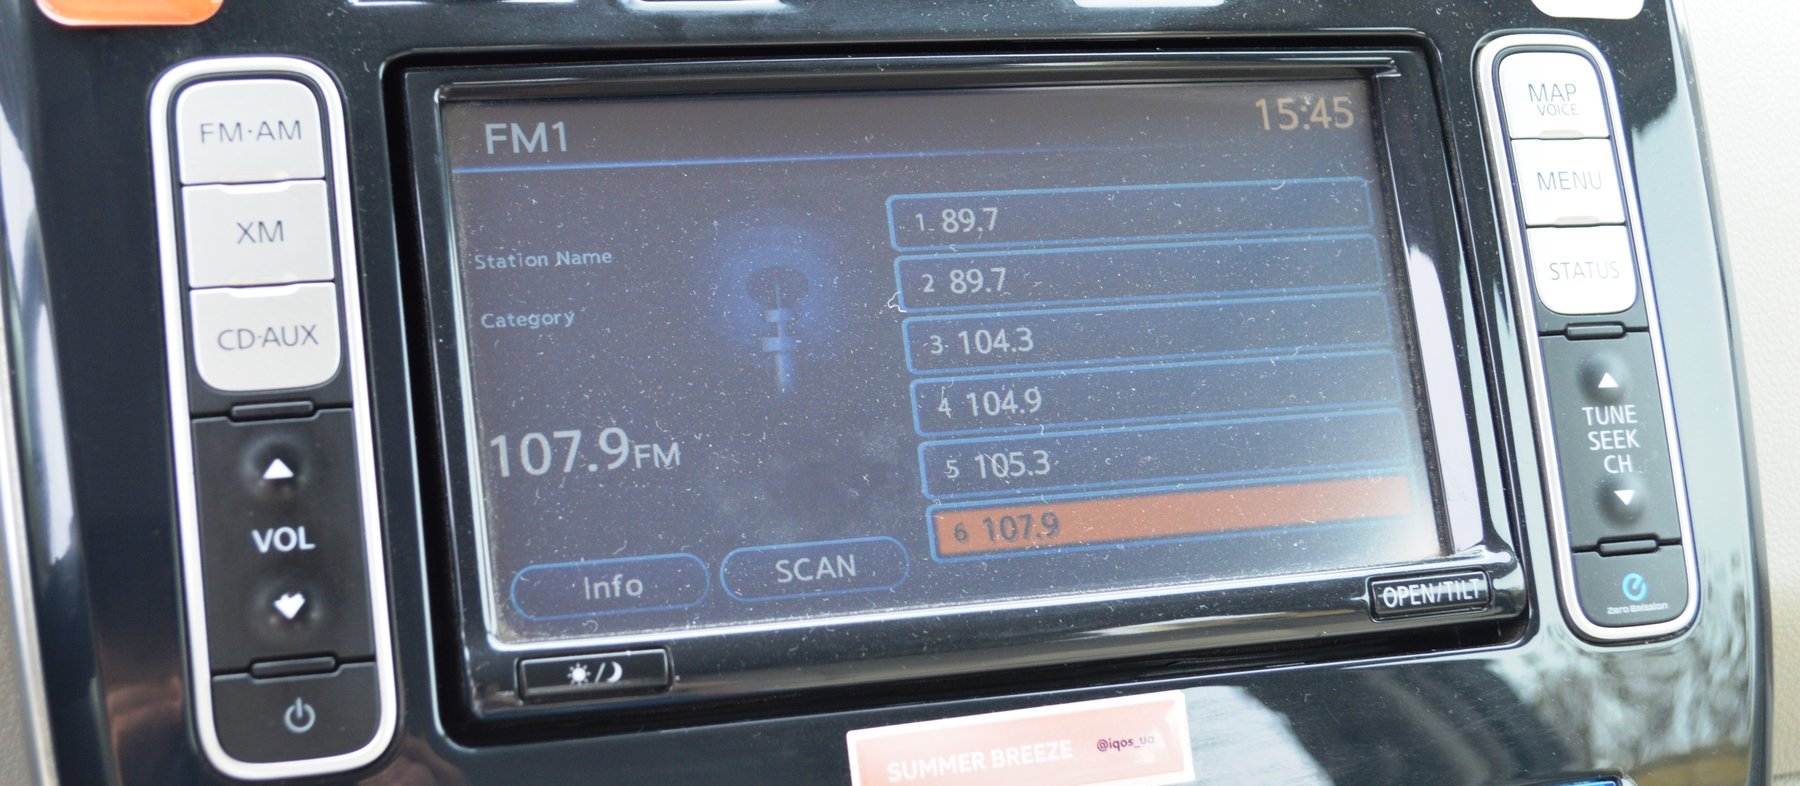 FM·AM
XM
CD·AUX
VOL
FM1
15:45
Station Name
Category
107.9FM
Info
SCAN
1 89.7
2 89.7
3 104.3
4 104.9
5 105.3
6 107.9
OPEN/TILT
MAP
VOICE
MENU
STATUS
TUNE
SEEK
CH
Zero Emission
SUMMER BREEZE @iqos_ua